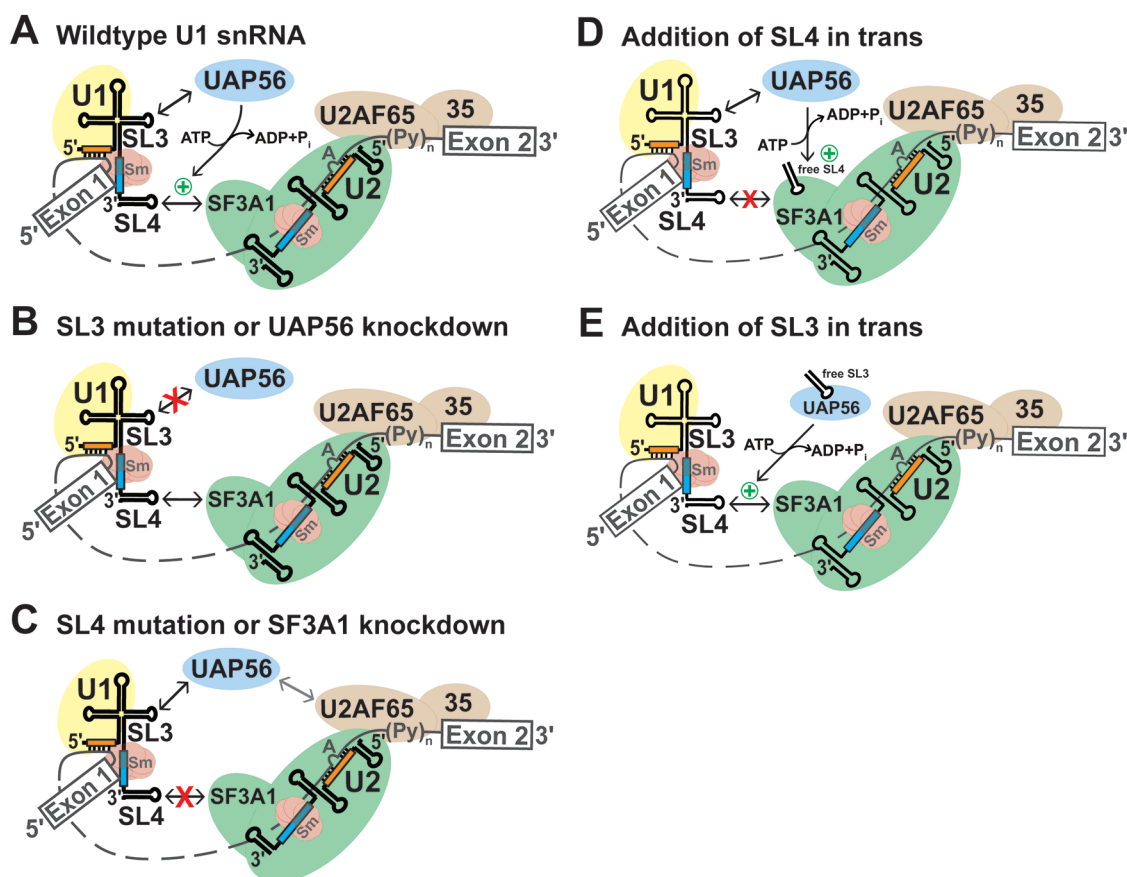 A Wildtype U1 snRNA
U1
UAP56
SL3
5'
ATP
ADP+Pi
Sm
Exon 1
5'
3'
SL4
+
SF3A1
U2AF65
35
(Py)n
Exon 2
3'
A
5'
U2
Sm
3'
B SL3 mutation or UAP56 knockdown
U1
X
UAP56
SL3
5'
Sm
Exon 1
5'
3'
SL4
SF3A1
U2AF65
35
(Py)n
Exon 2
3'
A
5'
U2
Sm
3'
C SL4 mutation or SF3A1 knockdown
U1
UAP56
SL3
5'
Sm
Exon 1
5'
3'
SL4
X
SF3A1
U2AF65
35
(Py)n
Exon 2
3'
A
5'
U2
Sm
3'
D Addition of SL4 in trans
U1
UAP56
SL3
5'
ATP
ADP+Pi
+
free SL4
Sm
Exon 1
5'
3'
SL4
X
SF3A1
U2AF65
35
(Py)n
Exon 2
3'
A
5'
U2
Sm
3'
E Addition of SL3 in trans
U1
free SL3
UAP56
SL3
5'
ATP
ADP+Pi
Sm
Exon 1
5'
3'
SL4
+
SF3A1
U2AF65
35
(Py)n
Exon 2
3'
A
5'
U2
Sm
3'